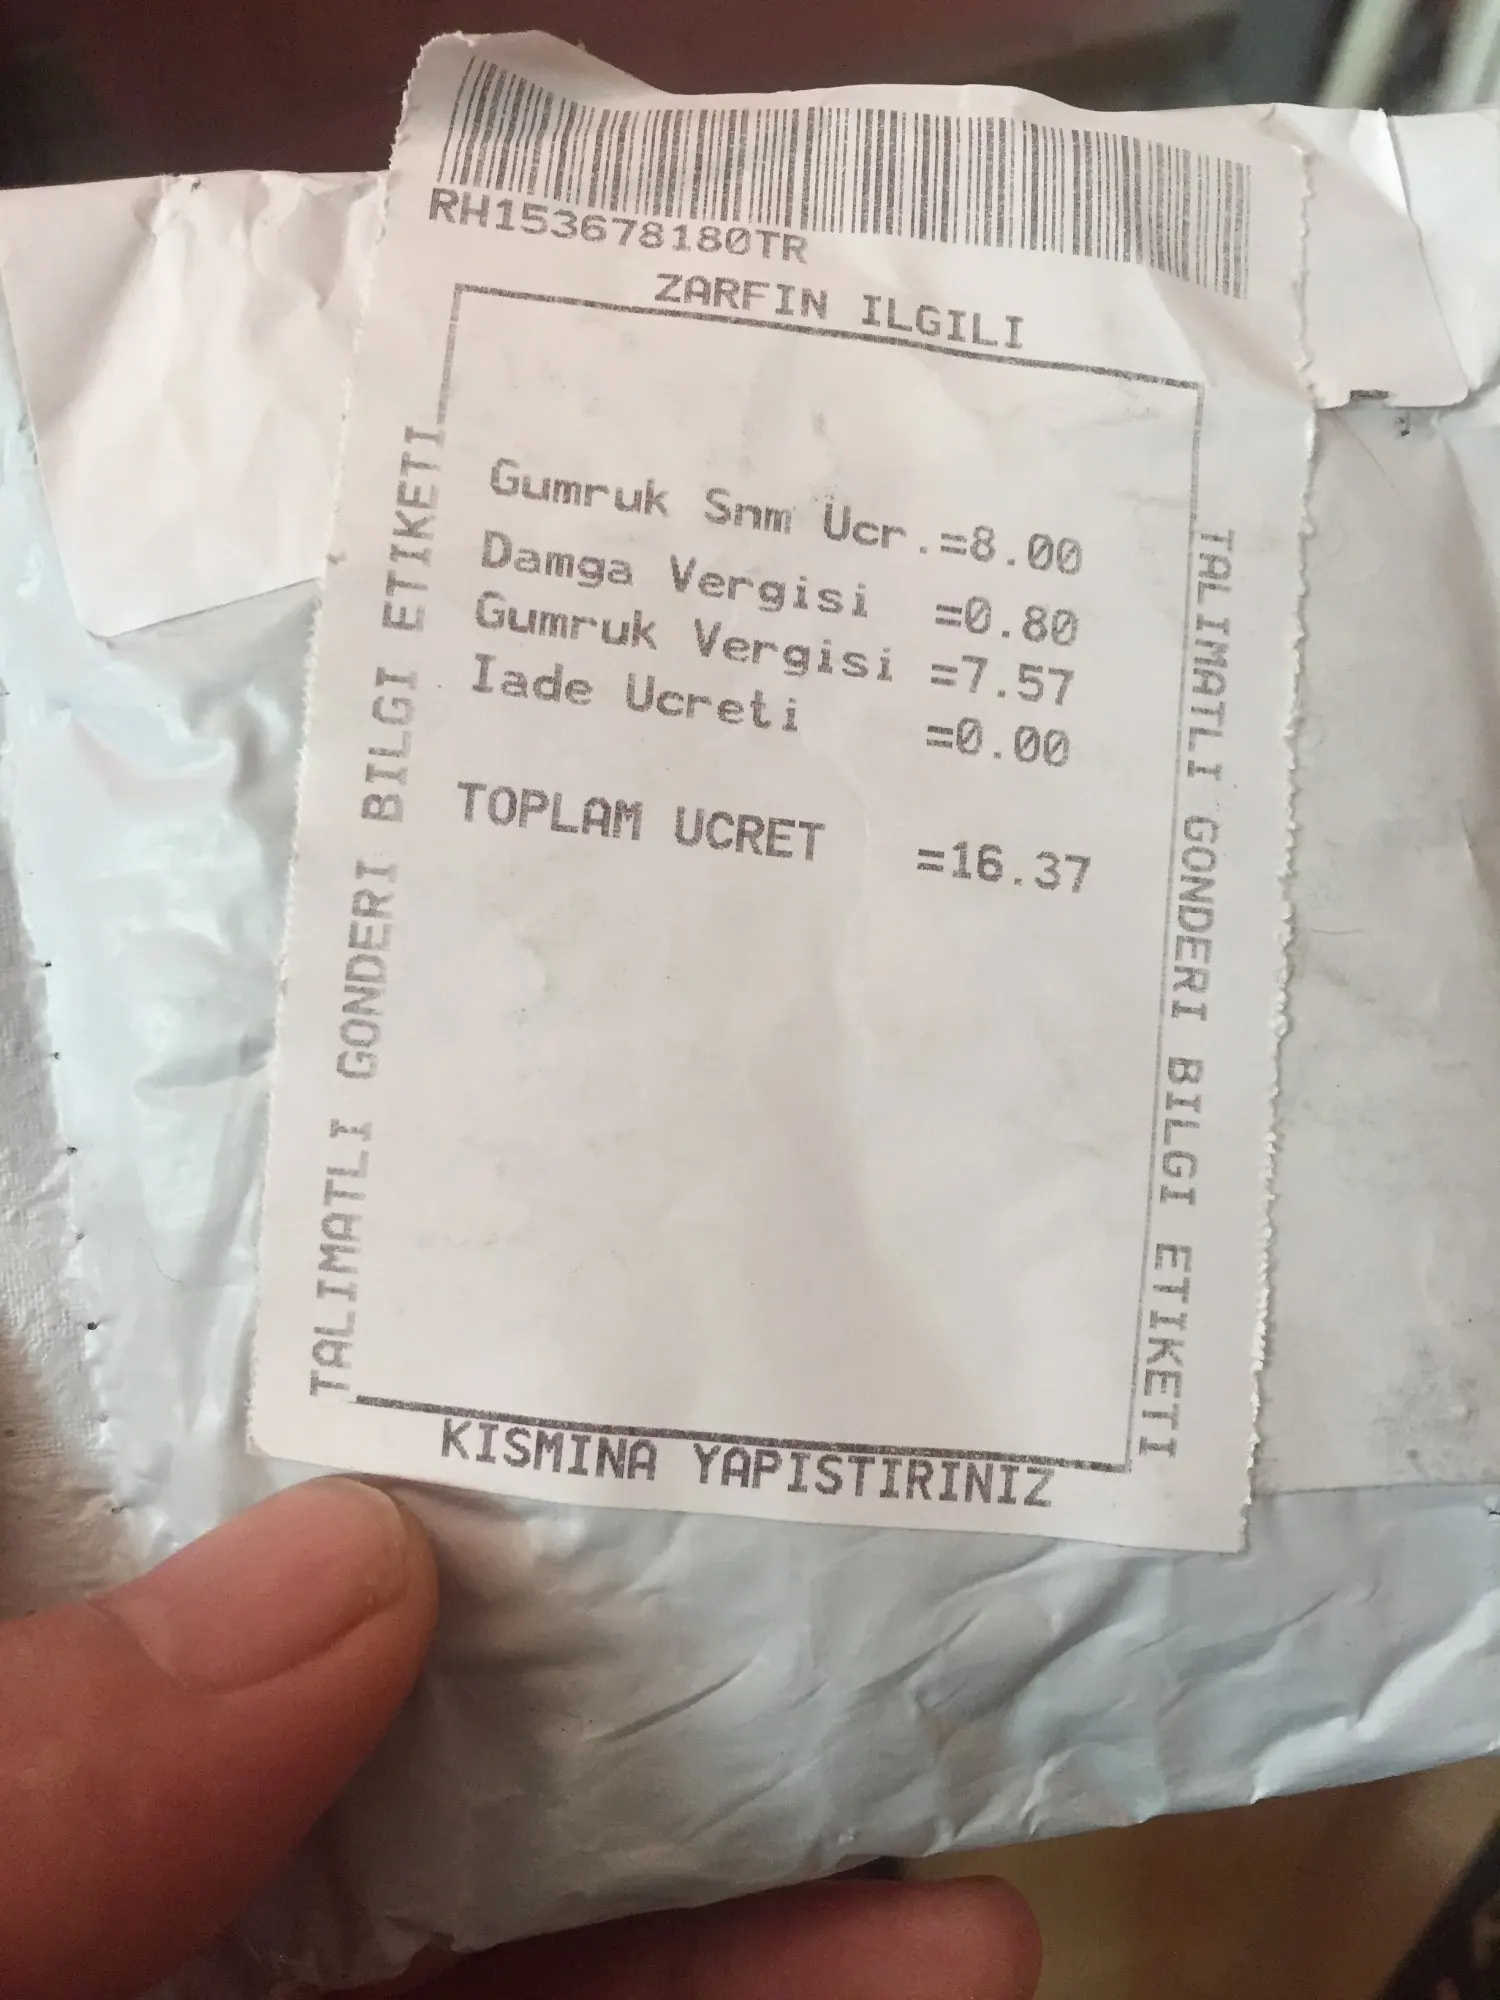 RH153678180TR
ZARFIN ILGILI
TALIMATLI GONDERI BILGI ETIKETI
Gumruk Snm Ucr.=8.00
Damga Vergisi =0.80
Gumruk Vergisi =7.57
Iade Ucreti =0.00
TOPLAM UCRET =16.37
TALIMATLI GONDERI BILGI ETIKETI
KISMINA YAPISTIRINIZ